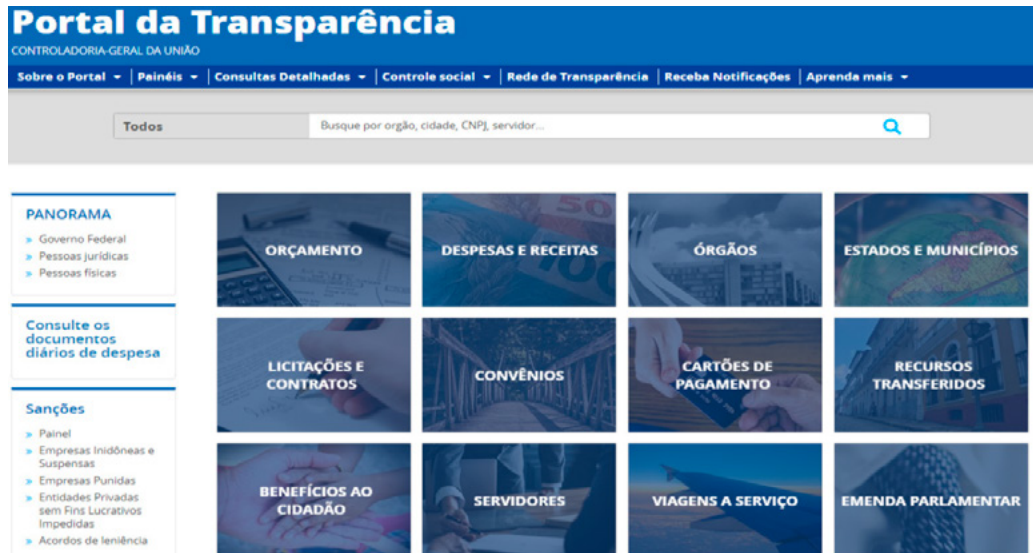 Portal da Transparência
CONTROLADORIA-GERAL DA UNIÃO
Sobre o Portal Painéis Consultas Detalhadas Controle social Rede de Transparência Receba Notificações Aprenda mais
Todos Busque por orgão, cidade, CNPJ, servidor...
PANORAMA
» Governo Federal
» Pessoas jurídicas
» Pessoas físicas
Consulte os
documentos
diários de despesa
Sanções
» Painel
» Empresas Inidôneas e
Suspensas
» Empresas Punidas
» Entidades Privadas
sem Fins Lucrativos
Impedidas
» Acordos de leniência
ORÇAMENTO
DESPESAS E RECEITAS
ÓRGÃOS
ESTADOS E MUNICÍPIOS
LICITAÇÕES E
CONTRATOS
CONVÊNIOS
CARTÕES DE
PAGAMENTO
RECURSOS
TRANSFERIDOS
BENEFÍCIOS AO
CIDADÃO
SERVIDORES
VIAGENS A SERVIÇO
EMENDA PARLAMENTAR